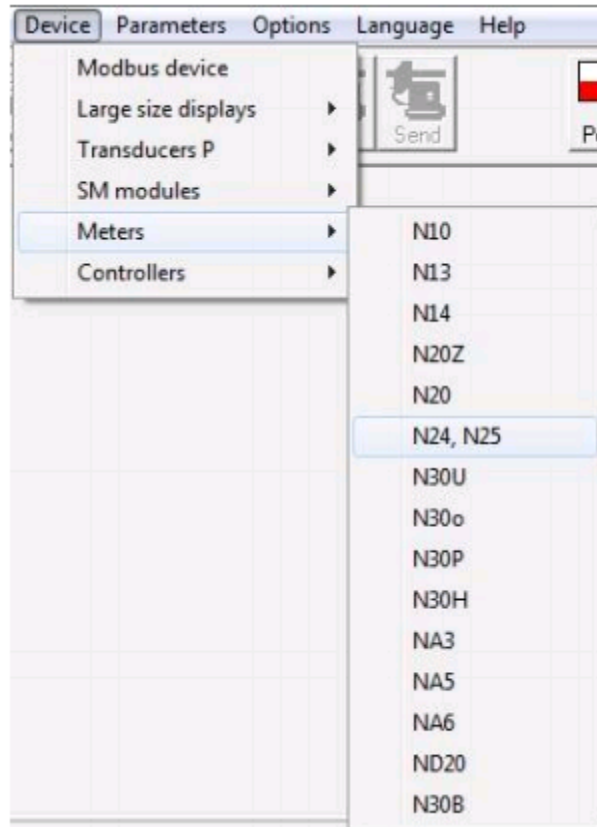 Device Parameters Options Language Help
Modbus device
Large size displays
Transducers P
SM modules
Meters
Controllers
Send
N10
N13
N14
N20Z
N20
N24, N25
N30U
N30o
N30P
N30H
NA3
NA5
NA6
ND20
N30B